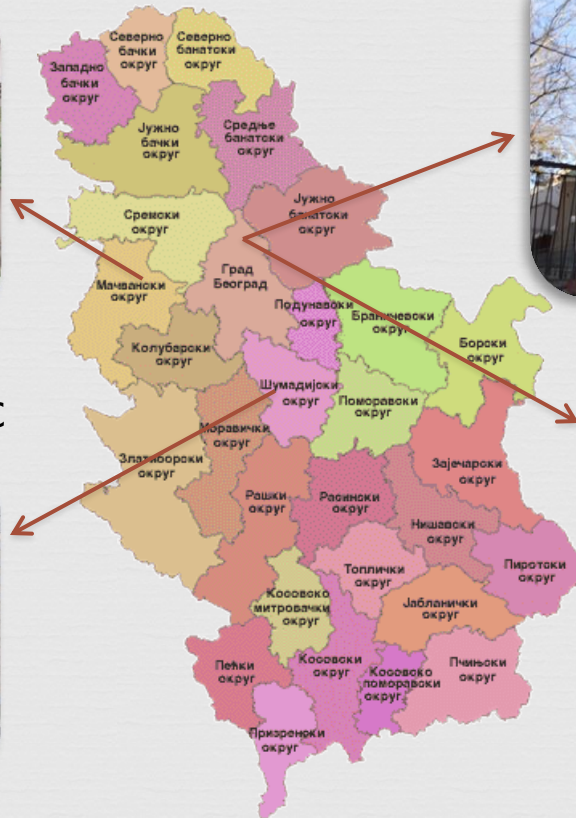 Северно
бачки
округ
Северно
банатски
округ
Западно
бачки
округ
Јужно
бачки
округ
Средње
банатски
округ
Јужно
банатски
округ
Сремски
округ
Град
Београд
Мачвански
округ
Подунавски
округ
Браничевски
округ
Борски
округ
Колубарски
округ
Шумадијски
округ
Поморавски
округ
Моравички
округ
Златиборски
округ
Зајечарски
округ
Рашки
округ
Расински
округ
Нишавски
округ
Топлички
округ
Пиротски
округ
Косовско
митровачки
округ
Јабланички
округ
Пећки
округ
Косовски
округ
Косовско
поморавски
округ
Пчињски
округ
Призренски
округ